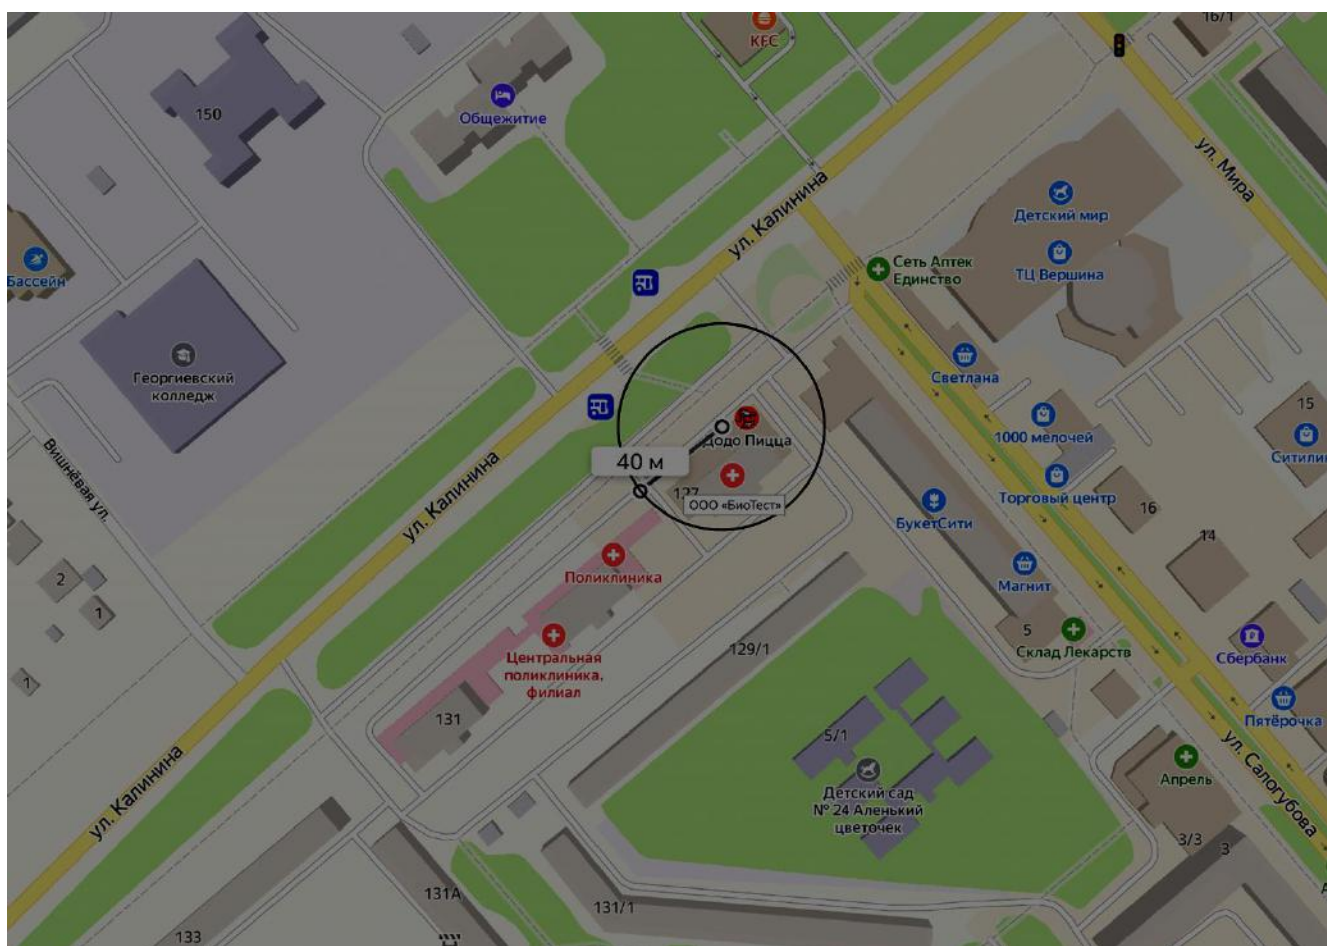 16/1
KFC
150
Общежитие
ул. Мира
ул. Калинина
Детский мир
Сеть Аптек
Единство
ТЦ Вершина
Бассейн
Георгиевский
колледж
Светлана
15
1000 мелочей
Ситилин
Додо Пицца
40 м
Вишнёвая ул.
ул. Калинина
127
ООО «БиоТест»
Торговый центр
16
БукетСити
14
Поликлиника
Магнит
2
1
129/1
5
Склад Лекарств
Сбербанк
Центральная
поликлиника,
филиал
1
131
Пятёрочка
5/1
ул. Салогубова
Апрель
Детский сад
№ 24 Аленький
цветочек
ул. Калинина
3/3
3
131А
131/1
133